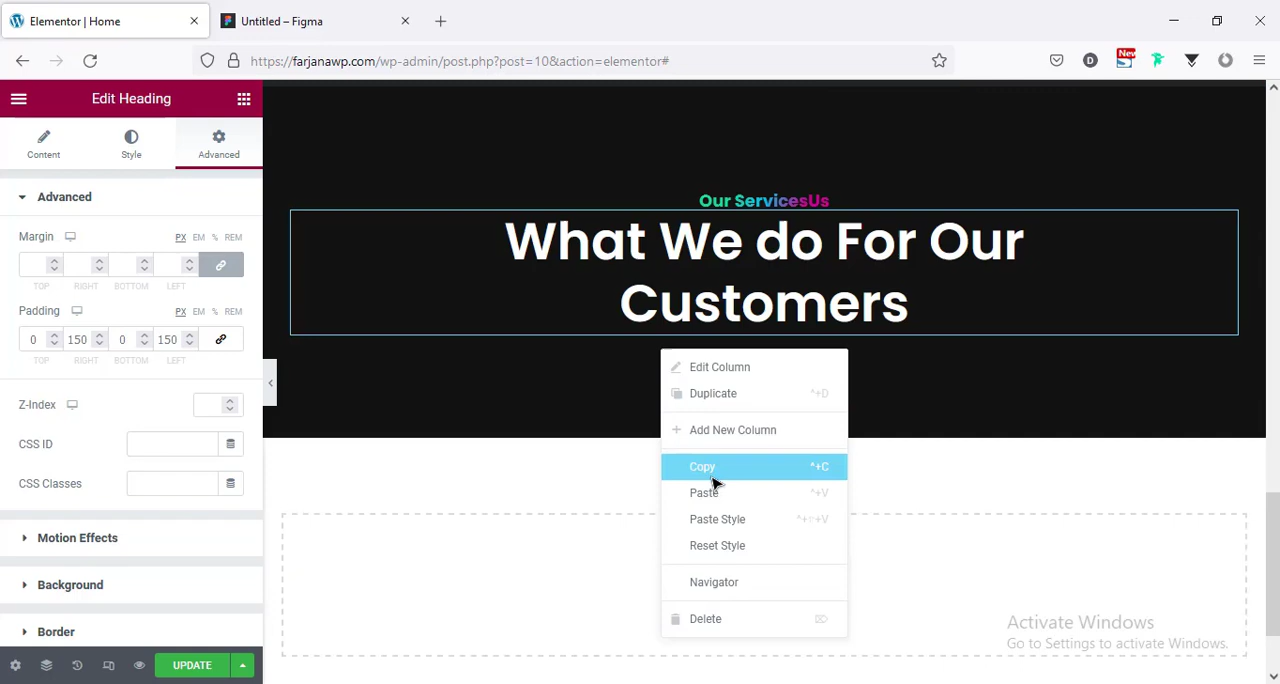 Elementor | Home
Untitled – Figma
https://farjanawp.com/wp-admin/post.php?post=10&action=elementor#
New
Edit Heading
Content
Style
Advanced
Advanced
Margin
PX EM % REM
TOP RIGHT BOTTOM LEFT
Padding
PX EM % REM
0 150 0 150
TOP RIGHT BOTTOM LEFT
Z-Index
CSS ID
CSS Classes
Motion Effects
Background
Border
UPDATE
Our ServicesUs
What We do For Our
Customers
Edit Column
Duplicate ^+D
Add New Column
Copy ^+C
Paste ^+V
Paste Style ^+⇧+V
Reset Style
Navigator
Delete
Activate Windows
Go to Settings to activate Windows.